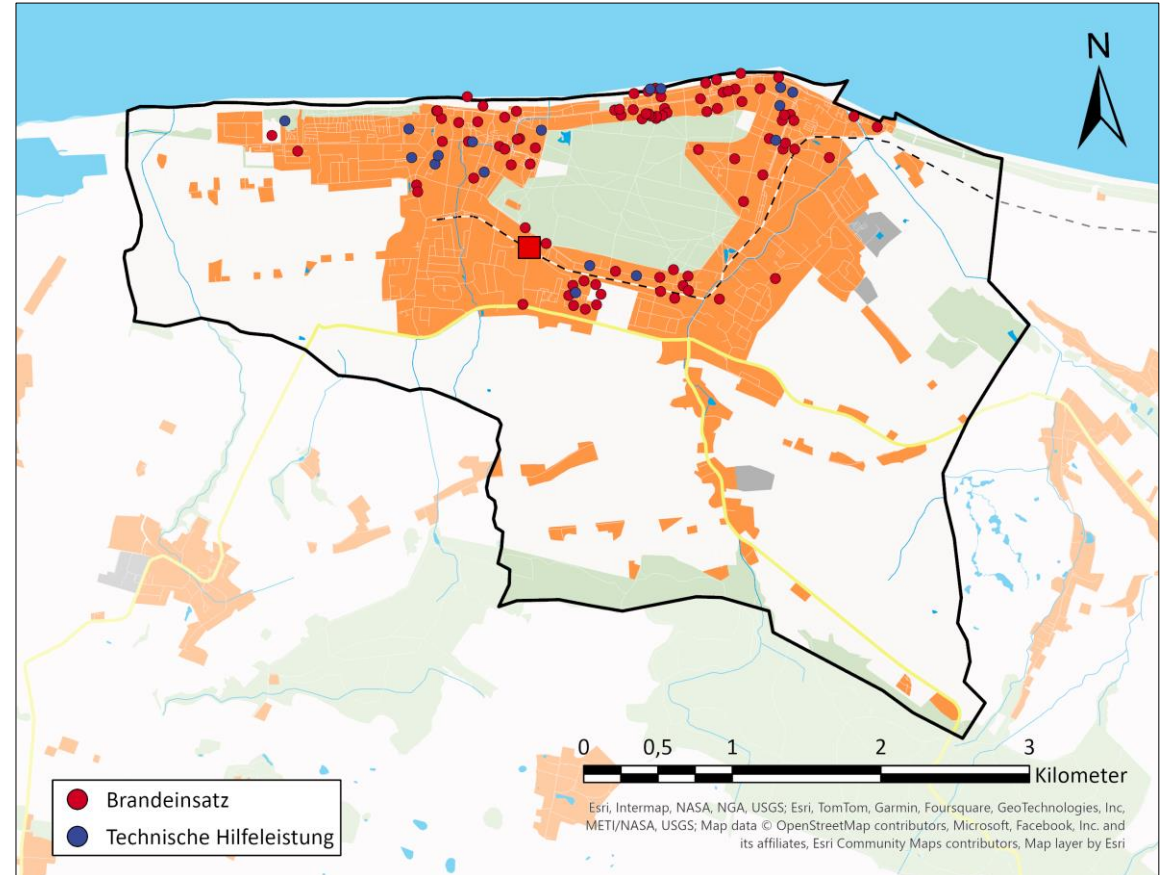 N
0 0,5 1 2 3
Kilometer
Brandeinsatz
Technische Hilfeleistung
Esri, Intermap, NASA, NGA, USGS; Esri, TomTom, Garmin, Foursquare, GeoTechnologies, Inc,
METI/NASA, USGS; Map data © OpenStreetMap contributors, Microsoft, Facebook, Inc. and
its affiliates, Esri Community Maps contributors, Map layer by Esri